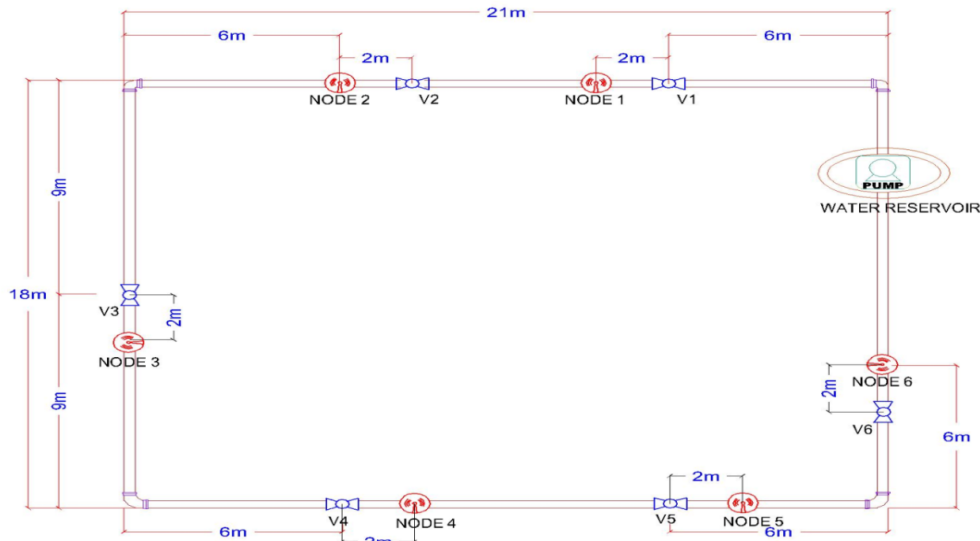 21m
6m
6m
2m
2m
NODE 2
V2
NODE 1
V1
9m
PUMP
WATER RESERVOIR
18m
V3
2m
NODE 3
NODE 6
2m
V6
9m
6m
2m
V4
NODE 4
V5
NODE 5
6m
6m